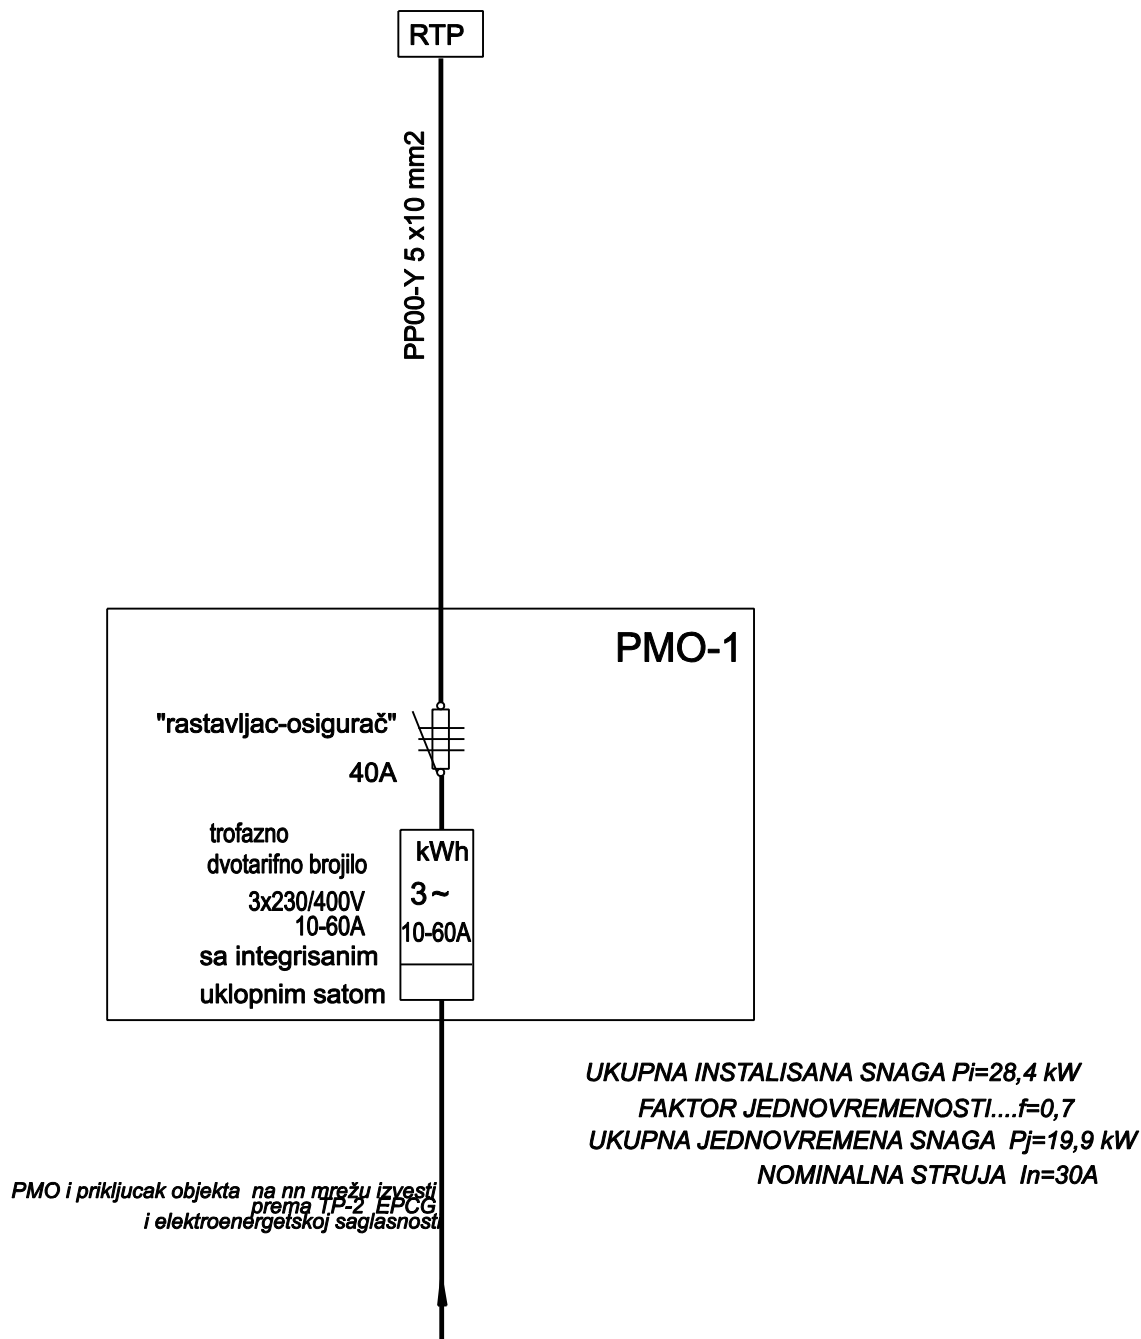 RTP
PP00-Y 5 x10 mm2
PMO-1
"rastavljac-osigurač"
40A
trofazno
dvotarifno brojilo
3x230/400V
10-60A
sa integrisanim
uklopnim satom
kWh
3~
10-60A
UKUPNA INSTALISANA SNAGA Pi=28,4 kW
FAKTOR JEDNOVREMENOSTI....f=0,7
UKUPNA JEDNOVREMENA SNAGA Pj=19,9 kW
NOMINALNA STRUJA In=30A
PMO i prikljucak objekta na nn mrežu izvesti
prema TP-2 EPCG
i elektroenergetskoj saglasnosti